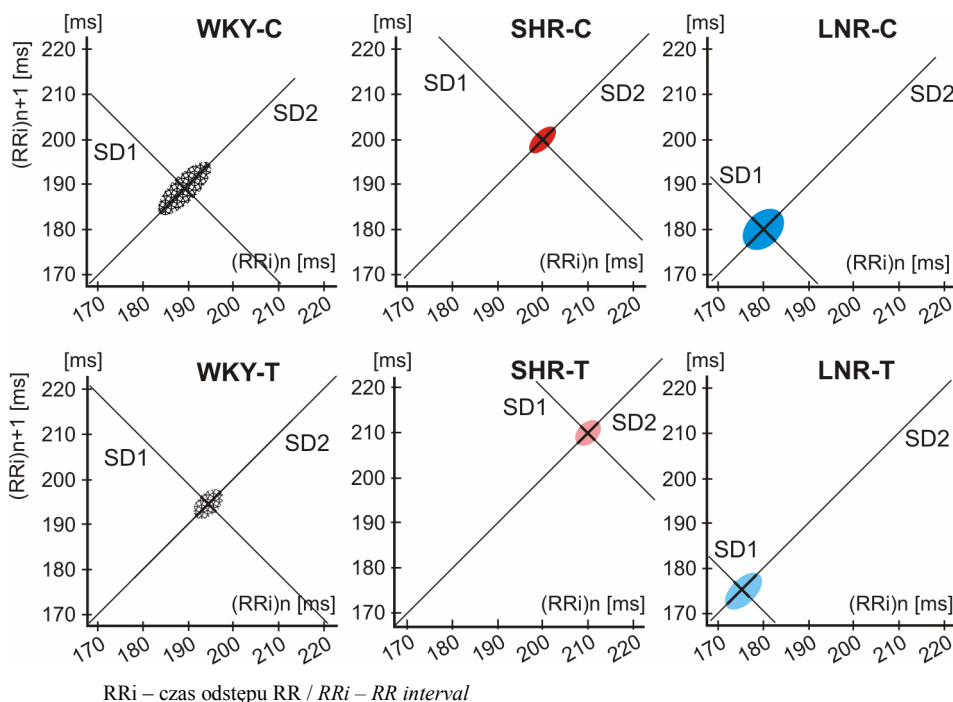 [ms] WKY-C
(RRi)n+1 [ms]
220
210
200
190
180
170
SD1
SD2
(RRi)n [ms]
170 180 190 200 210 220
[ms] SHR-C
220
210
200
190
180
170
SD1
SD2
(RRi)n [ms]
170 180 190 200 210 220
[ms] LNR-C
220
210
200
190
180
170
SD2
SD1
(RRi)n [ms]
170 180 190 200 210 220
[ms] WKY-T
(RRi)n+1 [ms]
220
210
200
190
180
170
SD1
SD2
(RRi)n [ms]
170 180 190 200 210 220
[ms] SHR-T
220
210
200
190
180
170
SD1
SD2
(RRi)n [ms]
170 180 190 200 210 220
[ms] LNR-T
220
210
200
190
180
170
SD2
SD1
(RRi)n [ms]
170 180 190 200 210 220
RRi – czas odstępu RR / RRi – RR interval